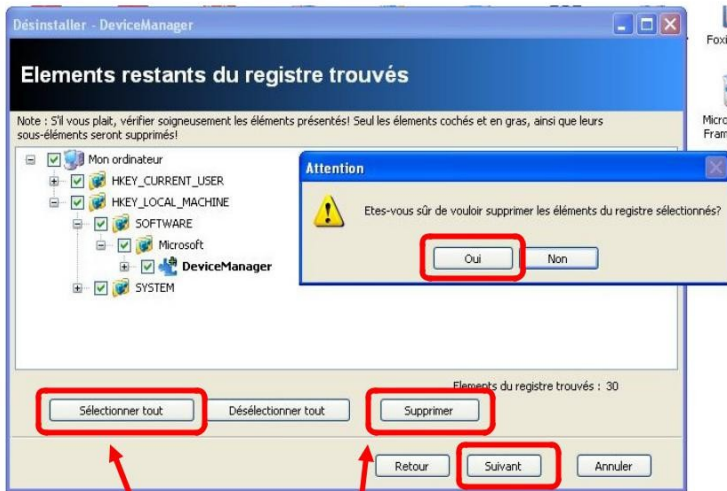 Désinstaller - DeviceManager
Elements restants du registre trouvés
Note : S'il vous plait, vérifier soigneusement les éléments présentés! Seul les élements cochés et en gras, ainsi que leurs
sous-éléments seront supprimés!
Mon ordinateur
HKEY_CURRENT_USER
HKEY_LOCAL_MACHINE
SOFTWARE
Microsoft
DeviceManager
SYSTEM
Attention
Etes-vous sûr de vouloir supprimer les éléments du registre sélectionnés?
Oui Non
Elements du registre trouvés : 30
Sélectionner tout Désélectionner tout Supprimer
Retour Suivant Annuler
Foxi
Micro
Fram